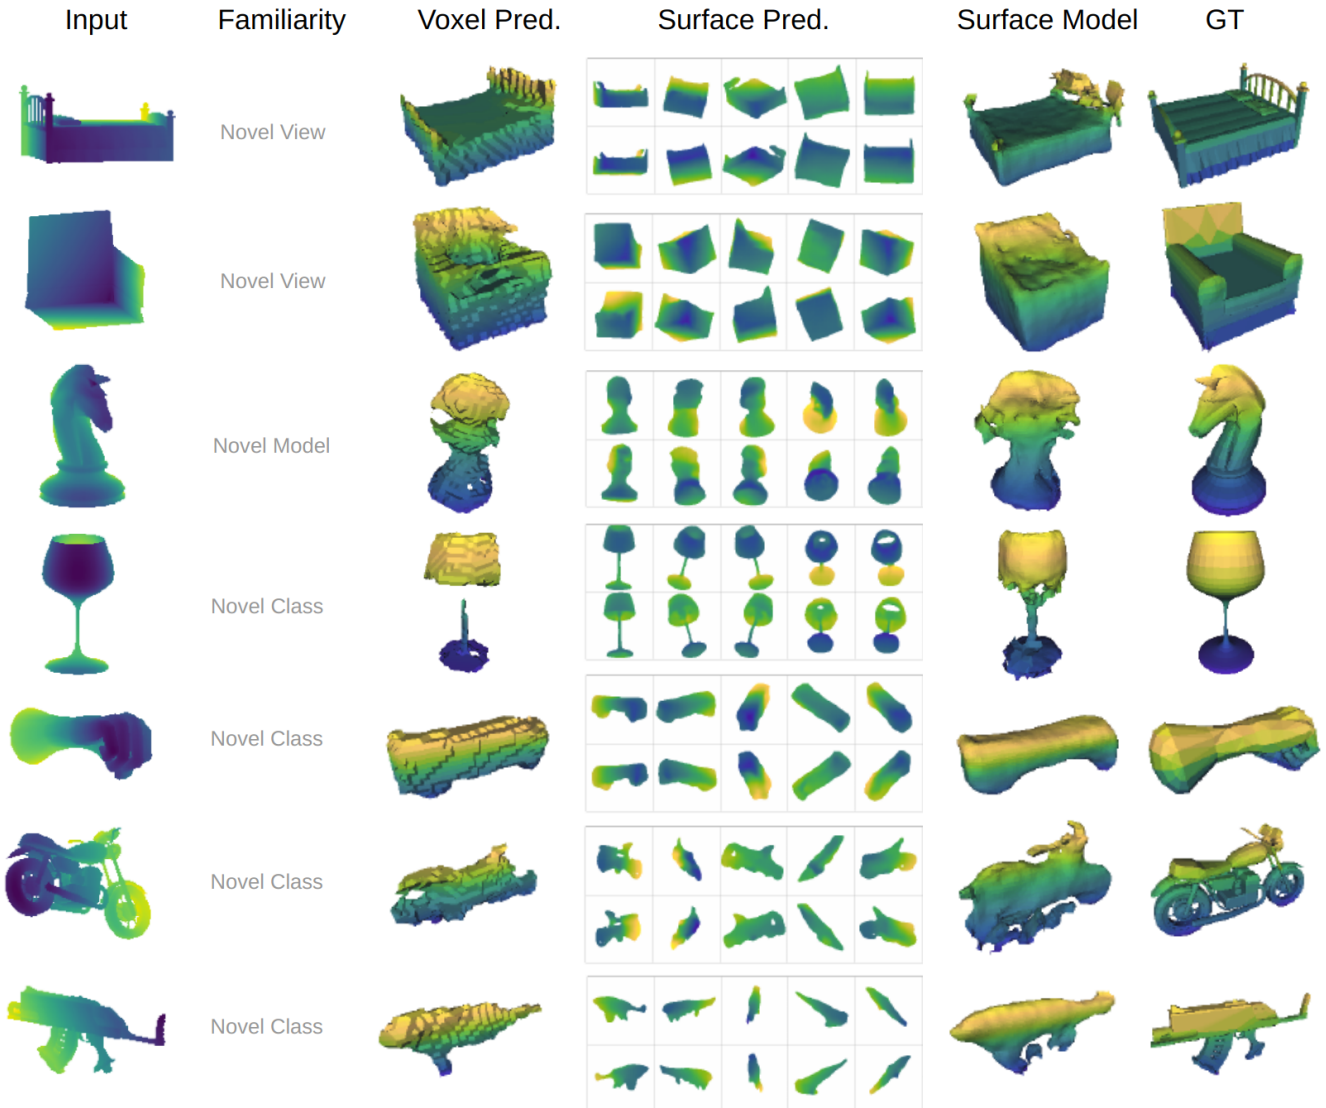 Input Familiarity Voxel Pred. Surface Pred. Surface Model GT
Novel View
Novel View
Novel Model
Novel Class
Novel Class
Novel Class
Novel Class